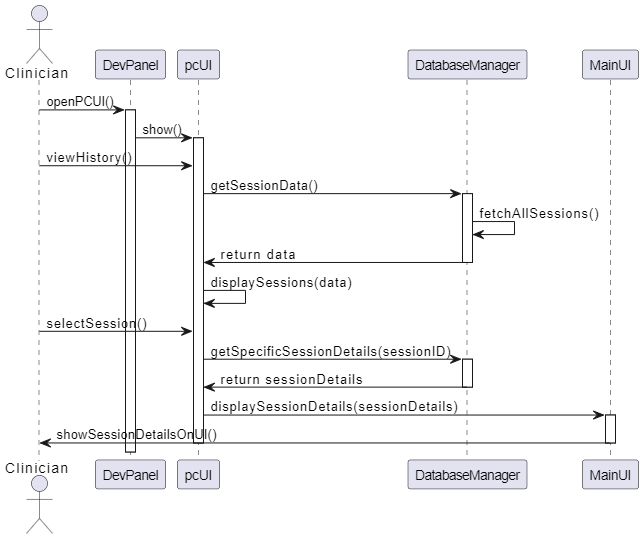 Clinician
DevPanel
pcUI
DatabaseManager
MainUI
openPCUI()
show()
viewHistory()
getSessionData()
fetchAllSessions()
return data
displaySessions(data)
selectSession()
getSpecificSessionDetails(sessionID)
return sessionDetails
displaySessionDetails(sessionDetails)
showSessionDetailsOnUI()
Clinician
DevPanel
pcUI
DatabaseManager
MainUI